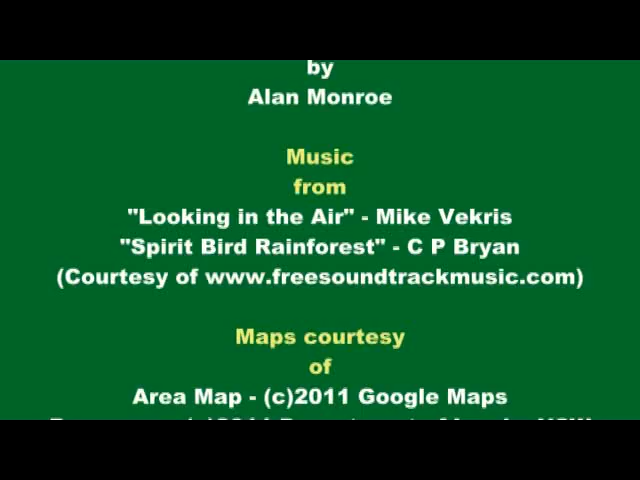 by
Alan Monroe
Music
from
"Looking in the Air" - Mike Vekris
"Spirit Bird Rainforest" - C P Bryan
(Courtesy of www.freesoundtrackmusic.com)
Maps courtesy
of
Area Map - (c)2011 Google Maps